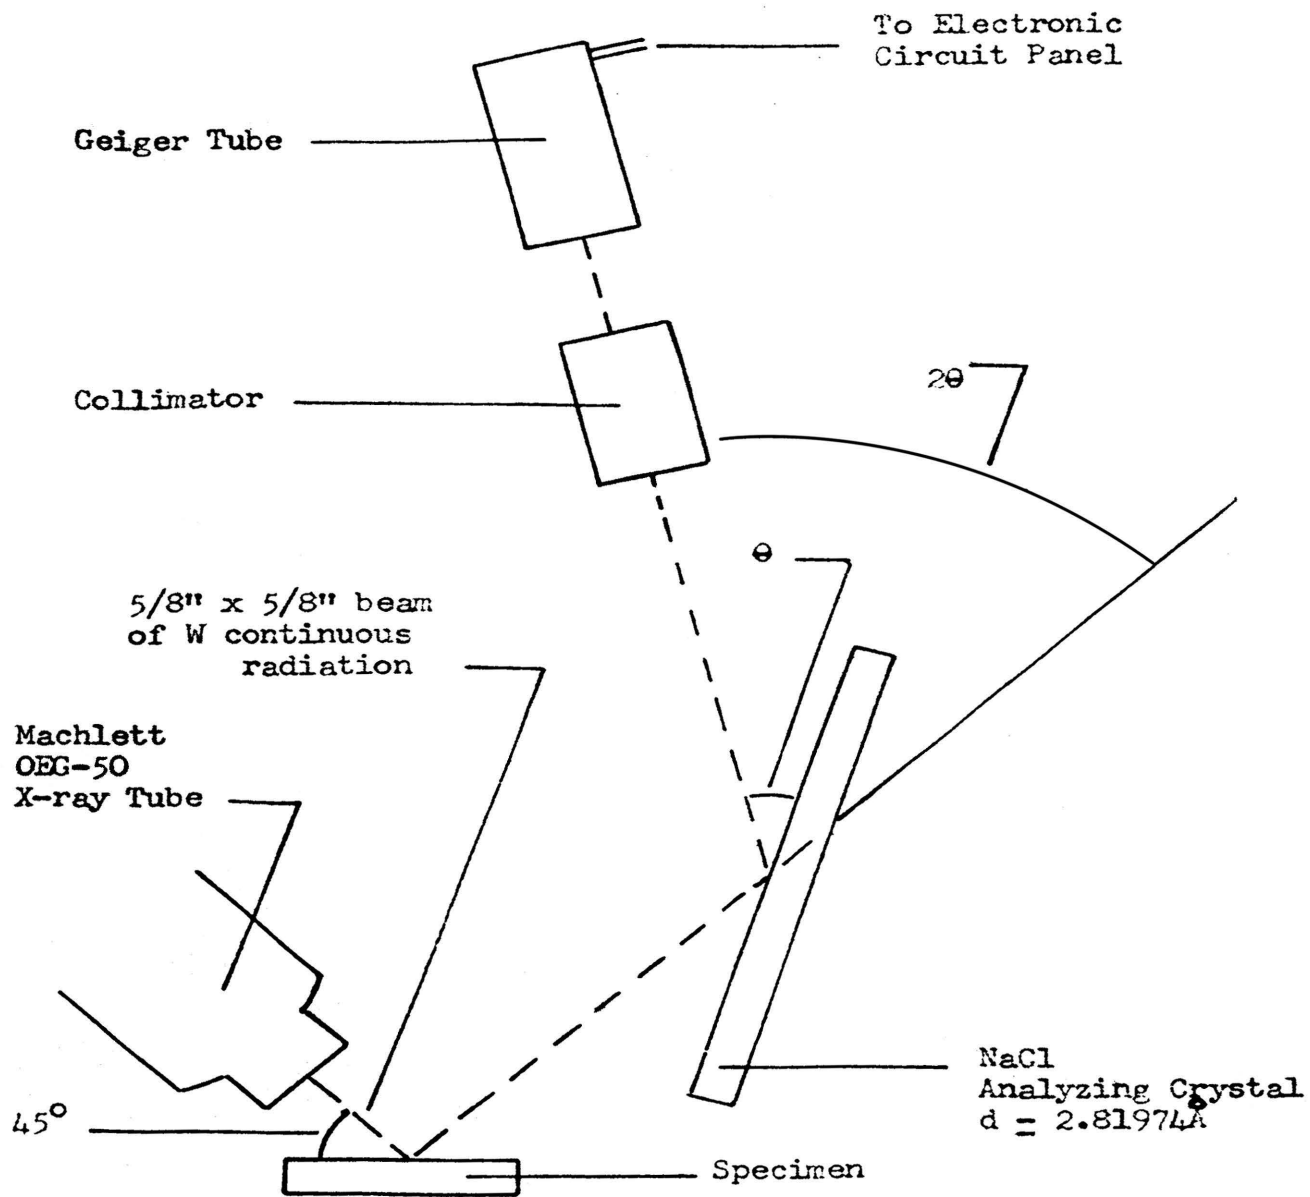 To Electronic
Circuit Panel
Geiger Tube
Collimator
2θ
θ
5/8" x 5/8" beam
of W continuous
radiation
Machlett
OEG-50
X-ray Tube
45°
NaCl
Analyzing Crystal
d = 2.81974Å
Specimen